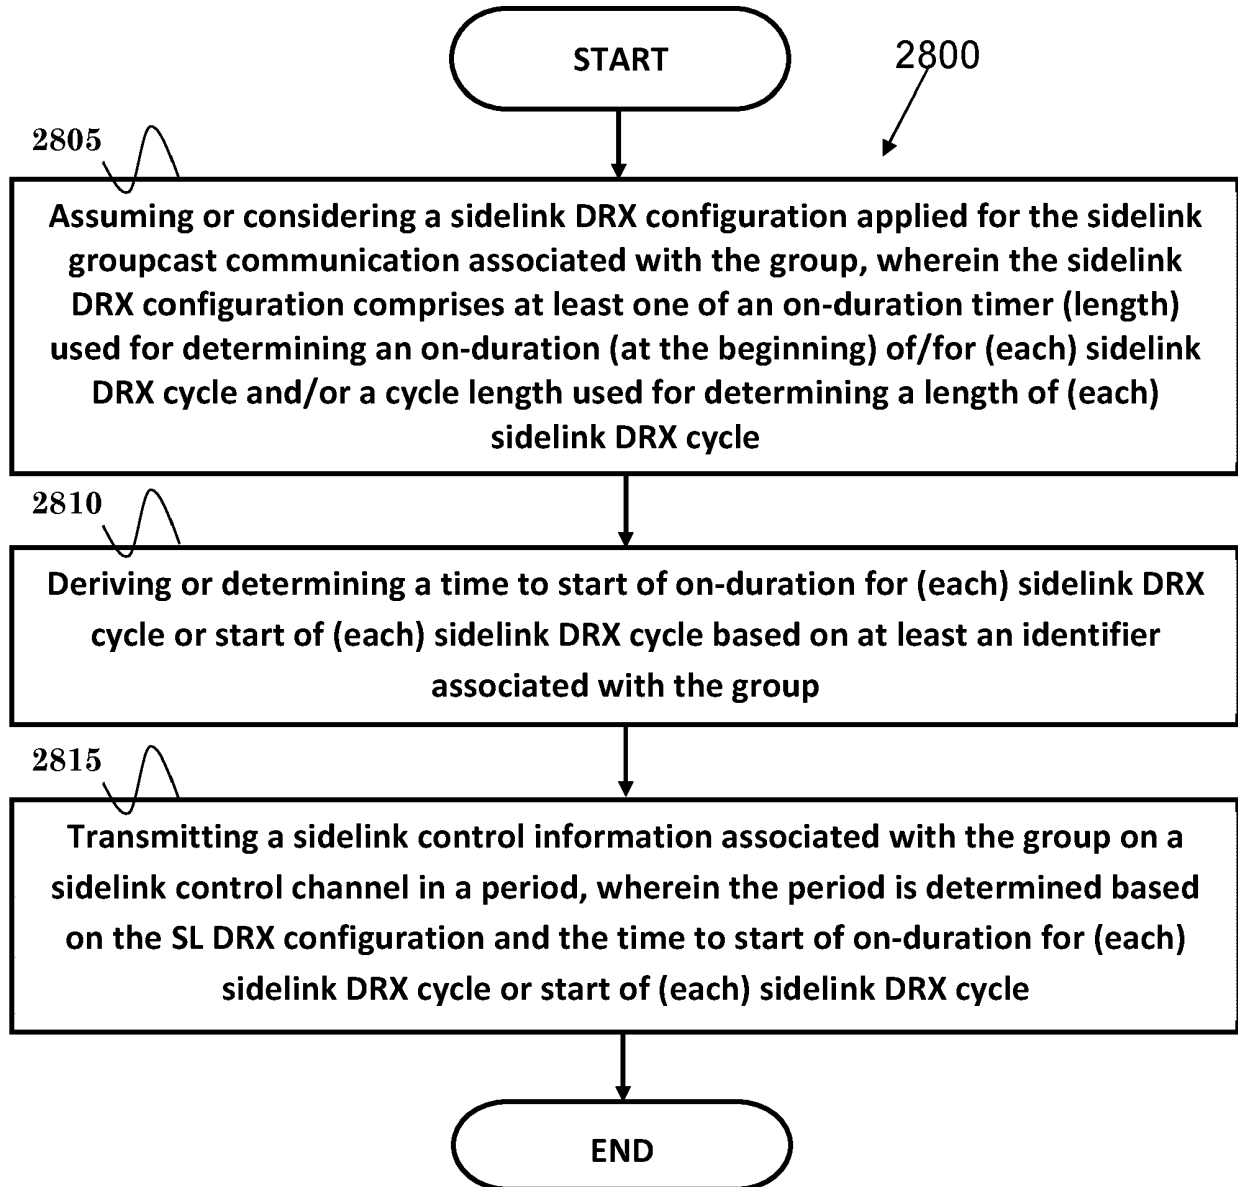 START
2800
2805
Assuming or considering a sidelink DRX configuration applied for the sidelink
groupcast communication associated with the group, wherein the sidelink
DRX configuration comprises at least one of an on-duration timer (length)
used for determining an on-duration (at the beginning) of/for (each) sidelink
DRX cycle and/or a cycle length used for determining a length of (each)
sidelink DRX cycle
2810
Deriving or determining a time to start of on-duration for (each) sidelink DRX
cycle or start of (each) sidelink DRX cycle based on at least an identifier
associated with the group
2815
Transmitting a sidelink control information associated with the group on a
sidelink control channel in a period, wherein the period is determined based
on the SL DRX configuration and the time to start of on-duration for (each)
sidelink DRX cycle or start of (each) sidelink DRX cycle
END